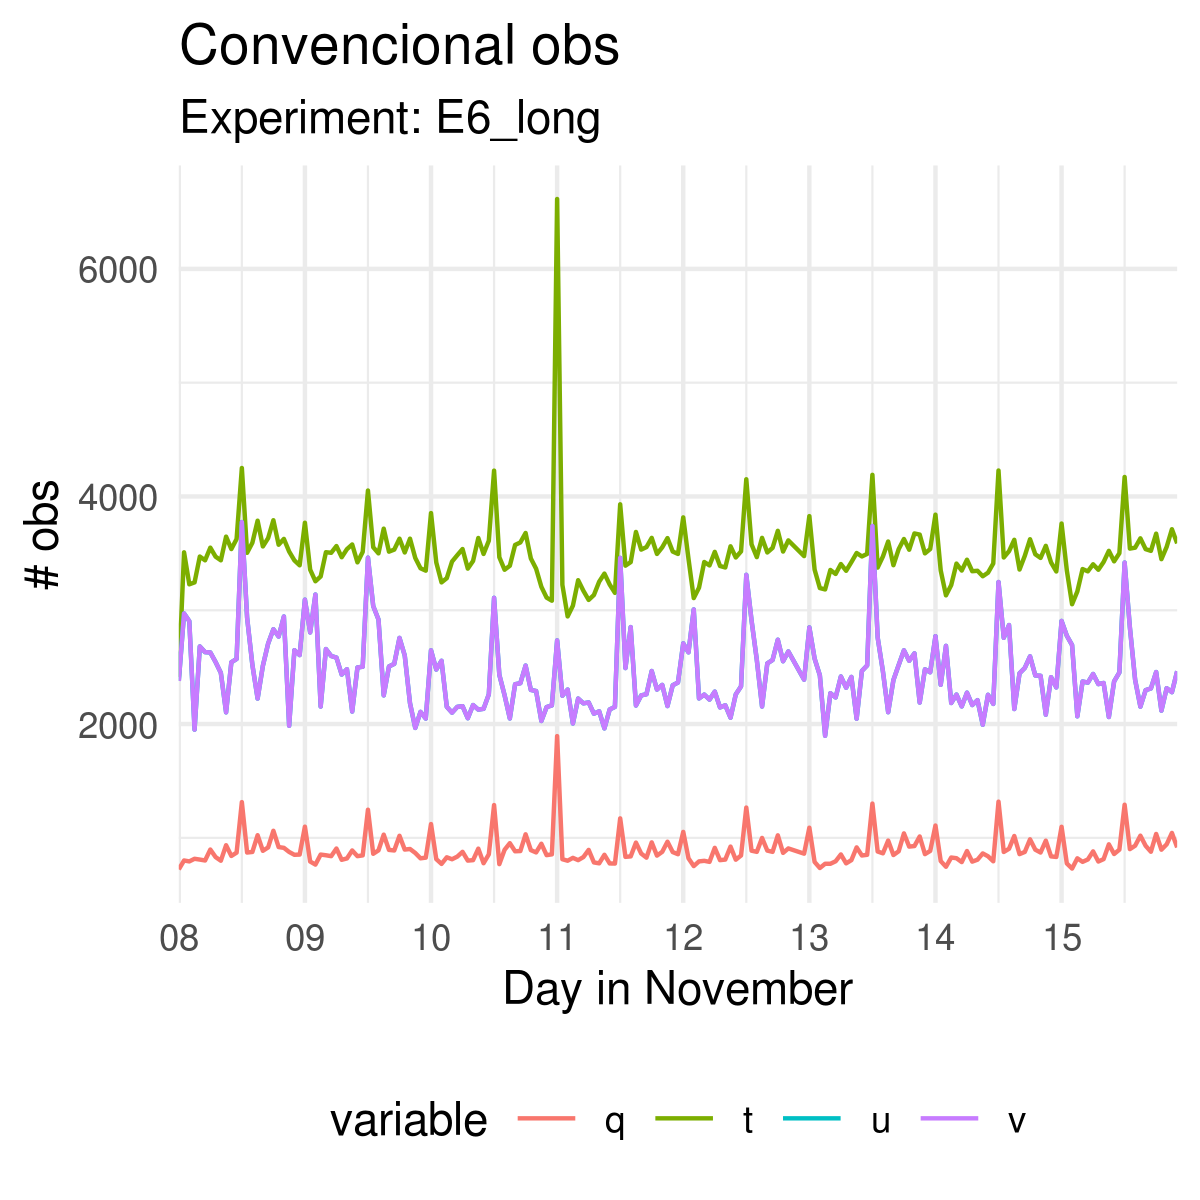 Convencional obs
Experiment: E6_long
6000
4000
2000
# obs
08 09 10 11 12 13 14 15
Day in November
variable q t u v